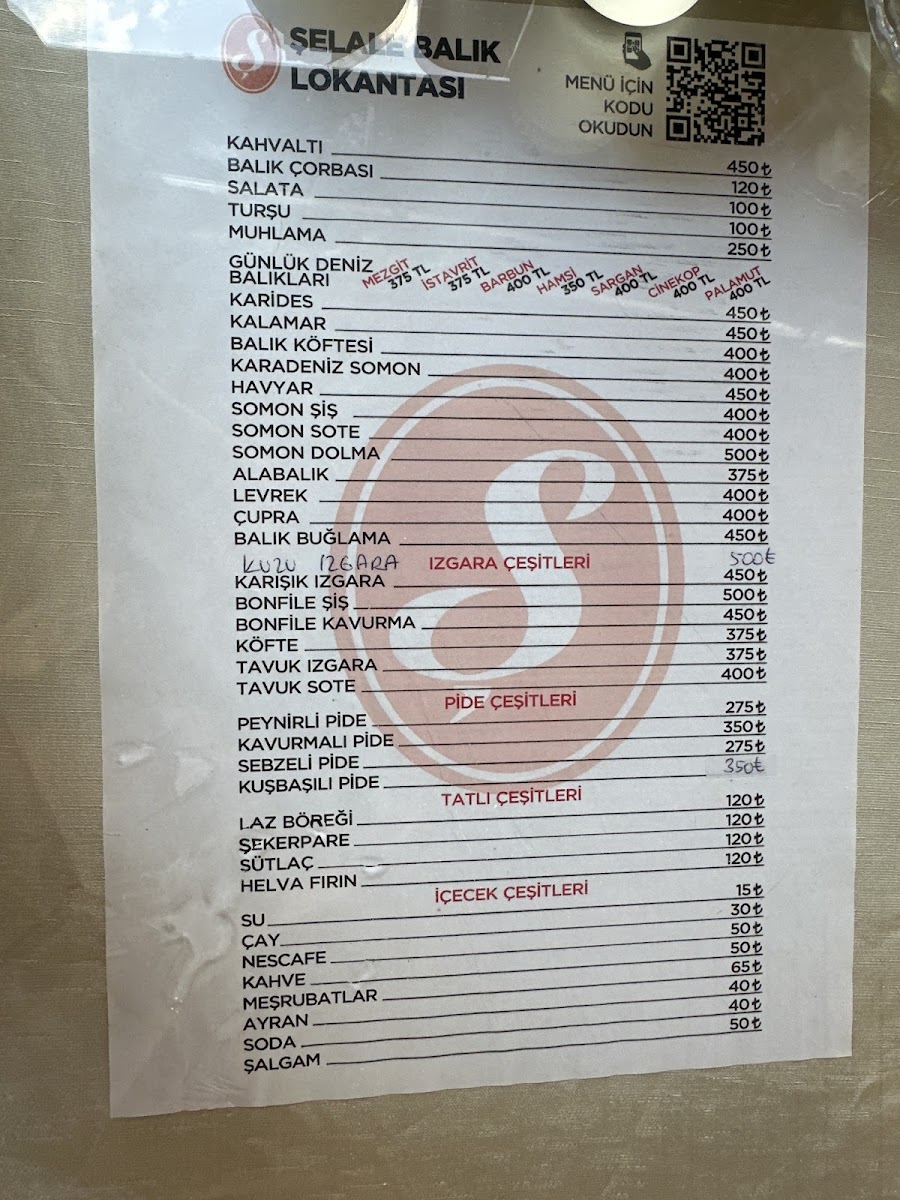 Ş ŞELALE BALIK
LOKANTASI
MENÜ İÇİN
KODU
OKUDUN
KAHVALTI 450₺
BALIK ÇORBASI 120₺
SALATA 100₺
TURŞU 100₺
MUHLAMA 250₺
GÜNLÜK DENİZ
BALIKLARI
MEZGİT 375 TL
İSTAVRİT 375 TL
BARBUN 400 TL
HAMSİ 350 TL
SARGAN 400 TL
CİNEKOP 400 TL
PALAMUT 400 TL
KARİDES 450₺
KALAMAR 450₺
BALIK KÖFTESİ 400₺
KARADENİZ SOMON 400₺
HAVYAR 450₺
SOMON ŞİŞ 400₺
SOMON SOTE 400₺
SOMON DOLMA 500₺
ALABALIK 375₺
LEVREK 400₺
ÇUPRA 400₺
BALIK BUĞLAMA 450₺
IZGARA ÇEŞİTLERİ
KUZU IZGARA 500₺
KARIŞIK IZGARA 450₺
BONFİLE ŞİŞ 500₺
BONFİLE KAVURMA 450₺
KÖFTE 375₺
TAVUK IZGARA 375₺
TAVUK SOTE 400₺
PİDE ÇEŞİTLERİ
PEYNİRLİ PİDE 275₺
KAVURMALI PİDE 350₺
SEBZELİ PİDE 275₺
KUŞBAŞILI PİDE 350₺
TATLI ÇEŞİTLERİ
LAZ BÖREĞİ 120₺
ŞEKERPARE 120₺
SÜTLAÇ 120₺
HELVA FIRIN 120₺
İÇECEK ÇEŞİTLERİ
SU 15₺
ÇAY 30₺
NESCAFE 50₺
KAHVE 50₺
MEŞRUBATLAR 65₺
AYRAN 40₺
SODA 40₺
ŞALGAM 50₺